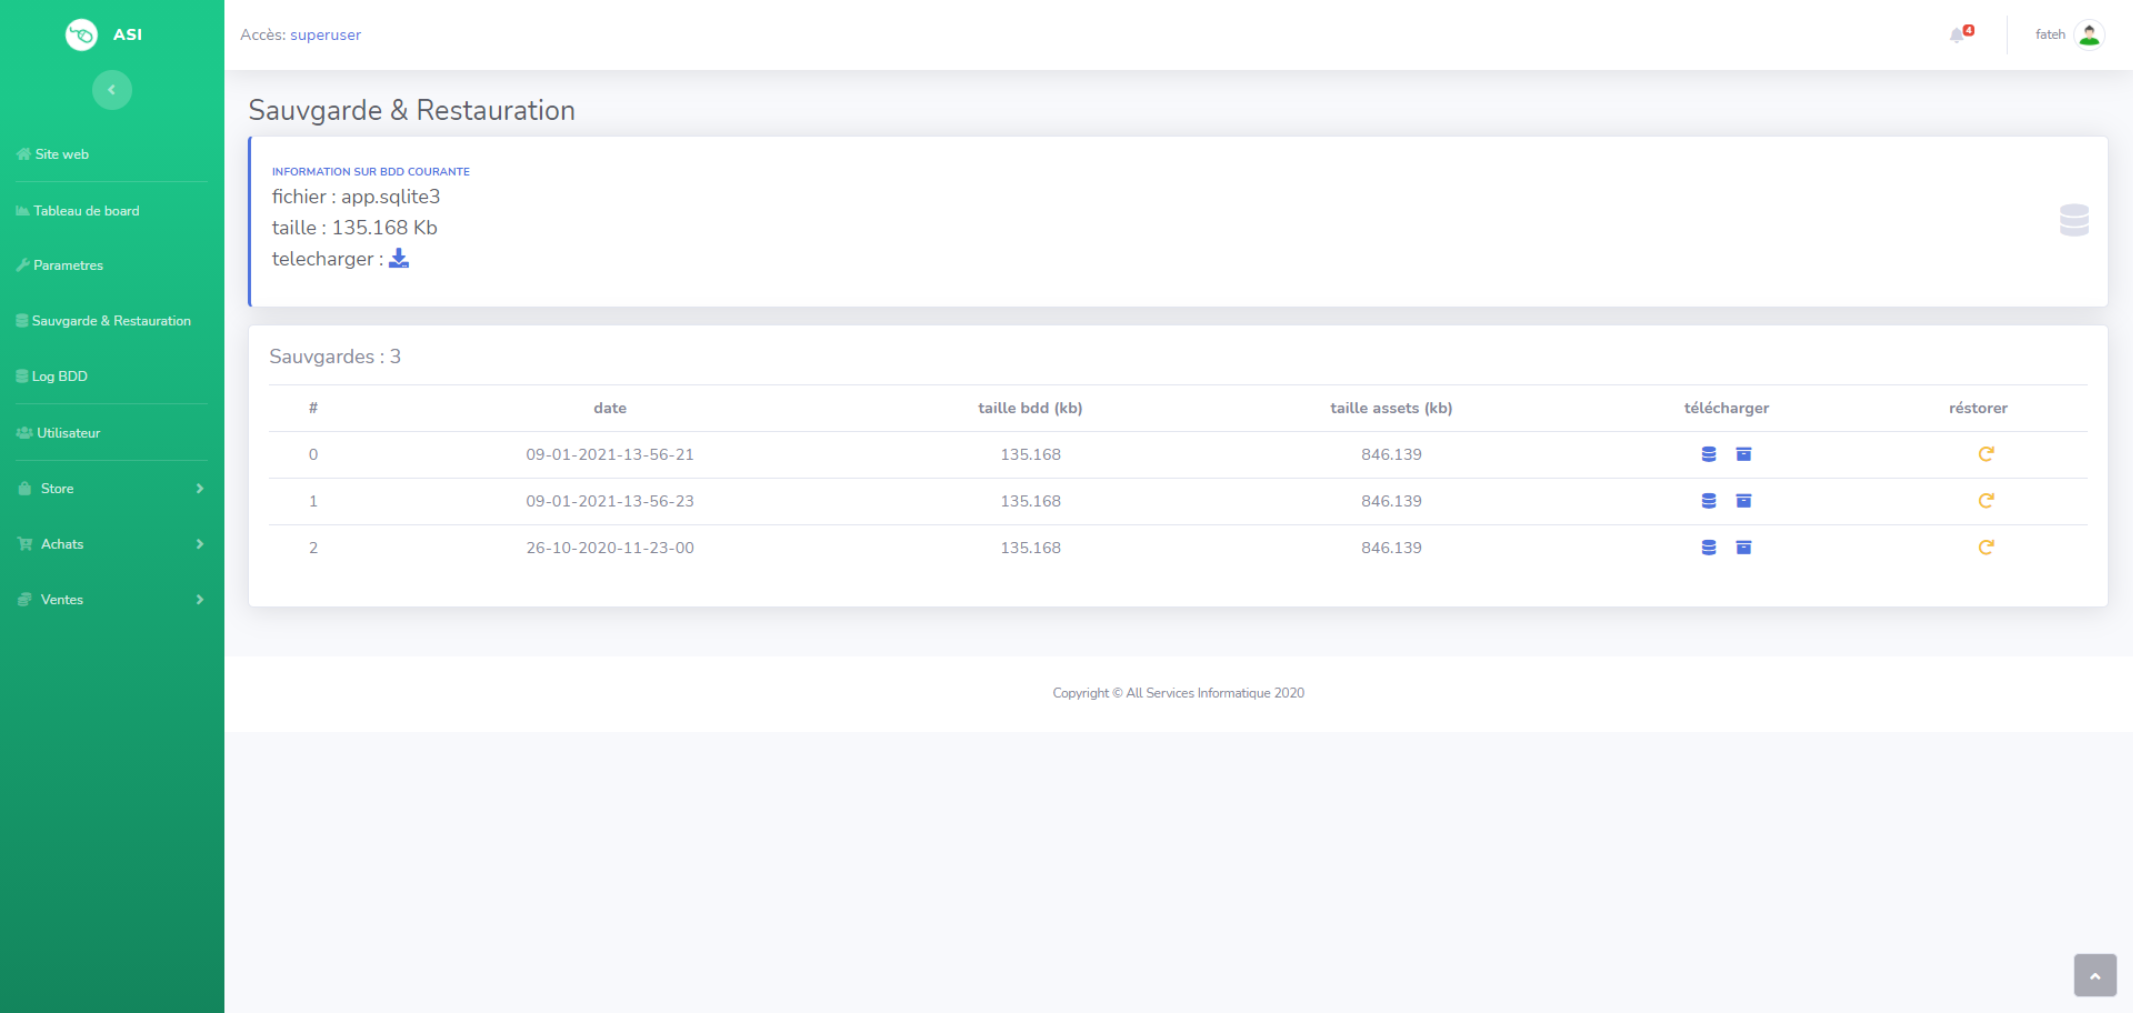 ASI
Accès: superuser
4
fateh
Sauvgarde & Restauration
Site web
Tableau de board
Parametres
Sauvgarde & Restauration
Log BDD
Utilisateur
Store
Achats
Ventes
INFORMATION SUR BDD COURANTE
fichier : app.sqlite3
taille : 135.168 Kb
telecharger :
Sauvgardes : 3
# date taille bdd (kb) taille assets (kb) télécharger réstorer
0 09-01-2021-13-56-21 135.168 846.139
1 09-01-2021-13-56-23 135.168 846.139
2 26-10-2020-11-23-00 135.168 846.139
Copyright © All Services Informatique 2020